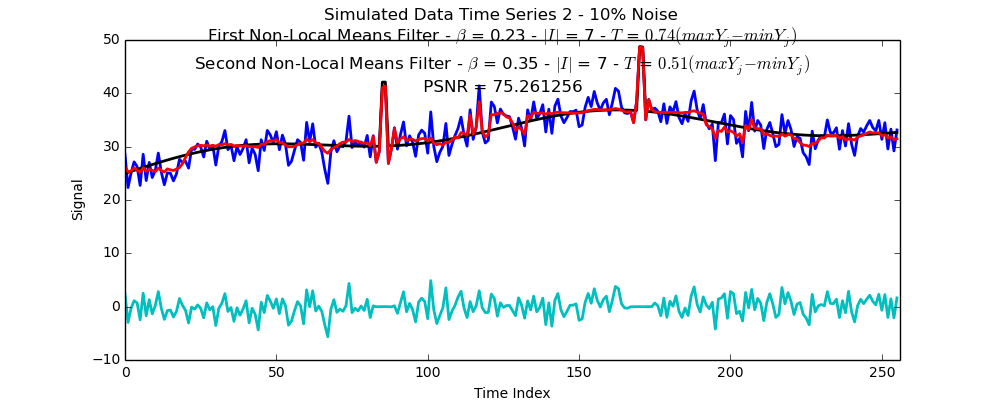 Simulated Data Time Series 2 - 10% Noise
First Non-Local Means Filter - β = 0.23 - |I| = 7 - T = 0.74(maxY_j−minY_j)
Second Non-Local Means Filter - β = 0.35 - |I| = 7 - T = 0.51(maxY_j−minY_j)
PSNR = 75.261256
50
40
30
20
10
0
−10
Signal
0 50 100 150 200 250
Time Index